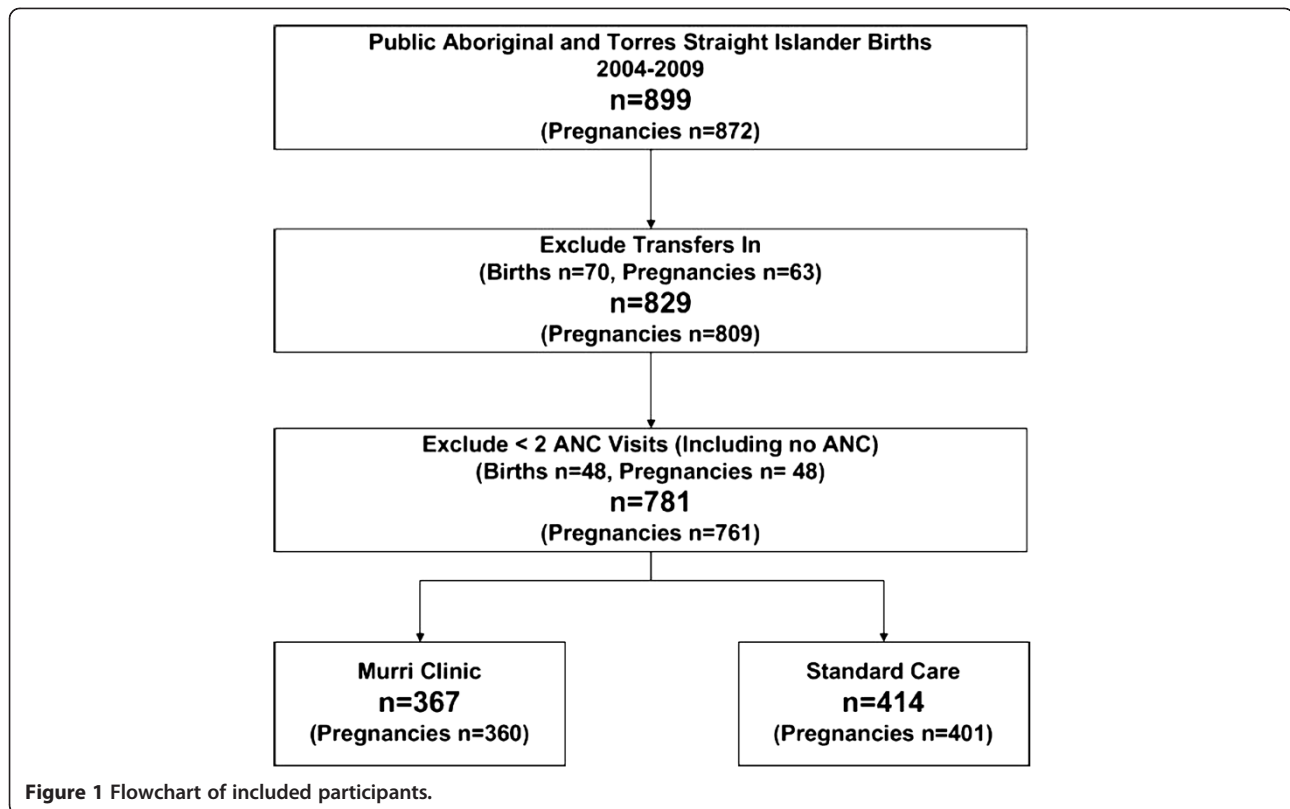 Public Aboriginal and Torres Straight Islander Births
2004-2009
n=899
(Pregnancies n=872)
Exclude Transfers In
(Births n=70, Pregnancies n=63)
n=829
(Pregnancies n=809)
Exclude < 2 ANC Visits (Including no ANC)
(Births n=48, Pregnancies n= 48)
n=781
(Pregnancies n=761)
Murri Clinic
n=367
(Pregnancies n=360)
Standard Care
n=414
(Pregnancies n=401)
Figure 1 Flowchart of included participants.